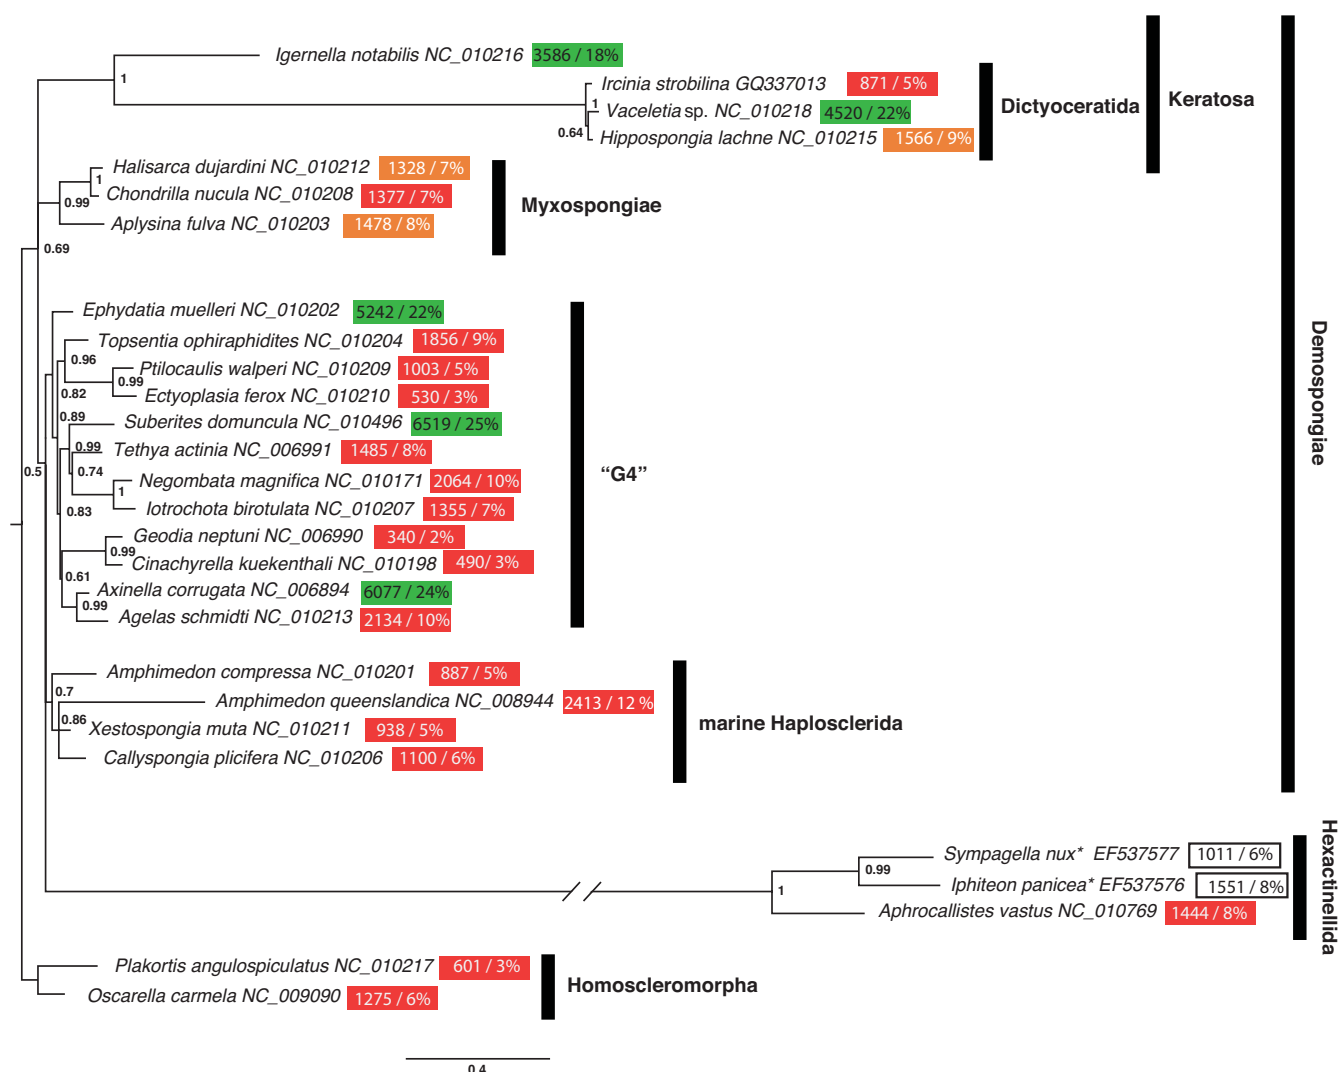 Igernella notabilis NC_010216 3586 / 18%
1
Ircinia strobilina GQ337013 871 / 5%
1
Vaceletia sp. NC_010218 4520 / 22%
0.64
Hippospongia lachne NC_010215 1566 / 9%
Dictyoceratida
Keratosa
Halisarca dujardini NC_010212 1328 / 7%
1
Chondrilla nucula NC_010208 1377 / 7%
0.99
Aplysina fulva NC_010203 1478 / 8%
Myxospongiae
0.69
Ephydatia muelleri NC_010202 5242 / 22%
Topsentia ophiraphidites NC_010204 1856 / 9%
0.96
Ptilocaulis walperi NC_010209 1003 / 5%
0.99
0.82
Ectyoplasia ferox NC_010210 530 / 3%
0.89
Suberites domuncula NC_010496 6519 / 25%
0.99
Tethya actinia NC_006991 1485 / 8%
0.5
0.74
Negombata magnifica NC_010171 2064 / 10%
1
Iotrochota birotulata NC_010207 1355 / 7%
0.83
Geodia neptuni NC_006990 340 / 2%
0.99
Cinachyrella kuekenthali NC_010198 490/ 3%
0.61
Axinella corrugata NC_006894 6077 / 24%
0.99
Agelas schmidti NC_010213 2134 / 10%
“G4”
Demospongiae
Amphimedon compressa NC_010201 887 / 5%
0.7
Amphimedon queenslandica NC_008944 2413 / 12 %
0.86
Xestospongia muta NC_010211 938 / 5%
Callyspongia plicifera NC_010206 1100 / 6%
marine Haplosclerida
Sympagella nux* EF537577 1011 / 6%
0.99
Iphiteon panicea* EF537576 1551 / 8%
1
Aphrocallistes vastus NC_010769 1444 / 8%
Hexactinellida
Plakortis angulospiculatus NC_010217 601 / 3%
Oscarella carmela NC_009090 1275 / 6%
Homoscleromorpha
0.4